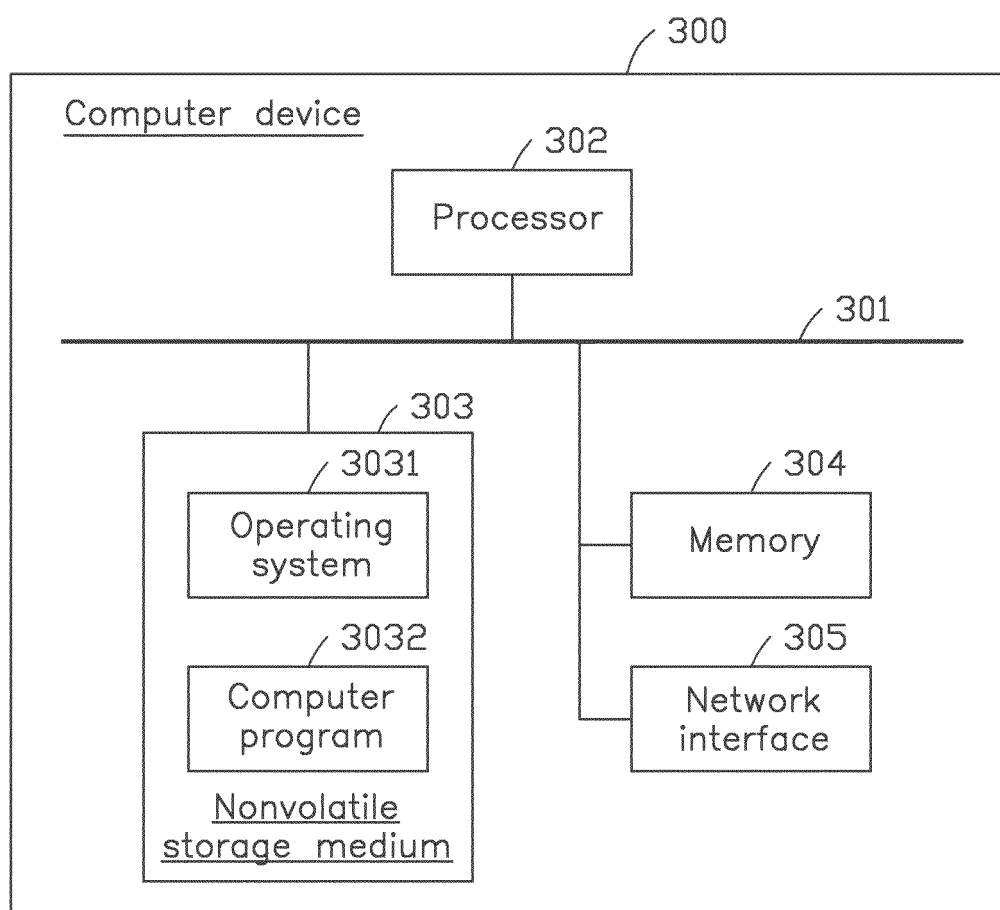 300
Computer device
302
Processor
301
303
3031
Operating
system
304
Memory
3032
Computer
program
305
Network
interface
Nonvolatile
storage medium